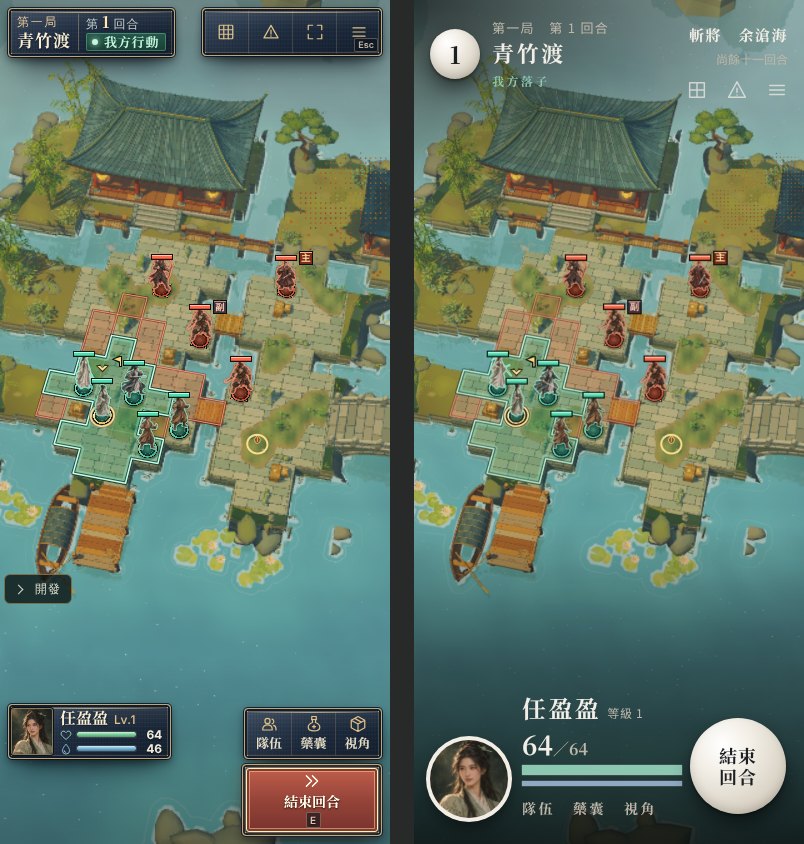 第一局
青竹渡
第 1 回合
我方行動
Esc
主
副
開發
任盈盈 Lv.1
64
46
隊伍
藥囊
視角
結束回合
E
1
第一局 第 1 回合
青竹渡
我方落子
斬將 余滄海
尚餘十一回合
主
副
任盈盈 等級 1
64/64
隊伍 藥囊 視角
結束
回合